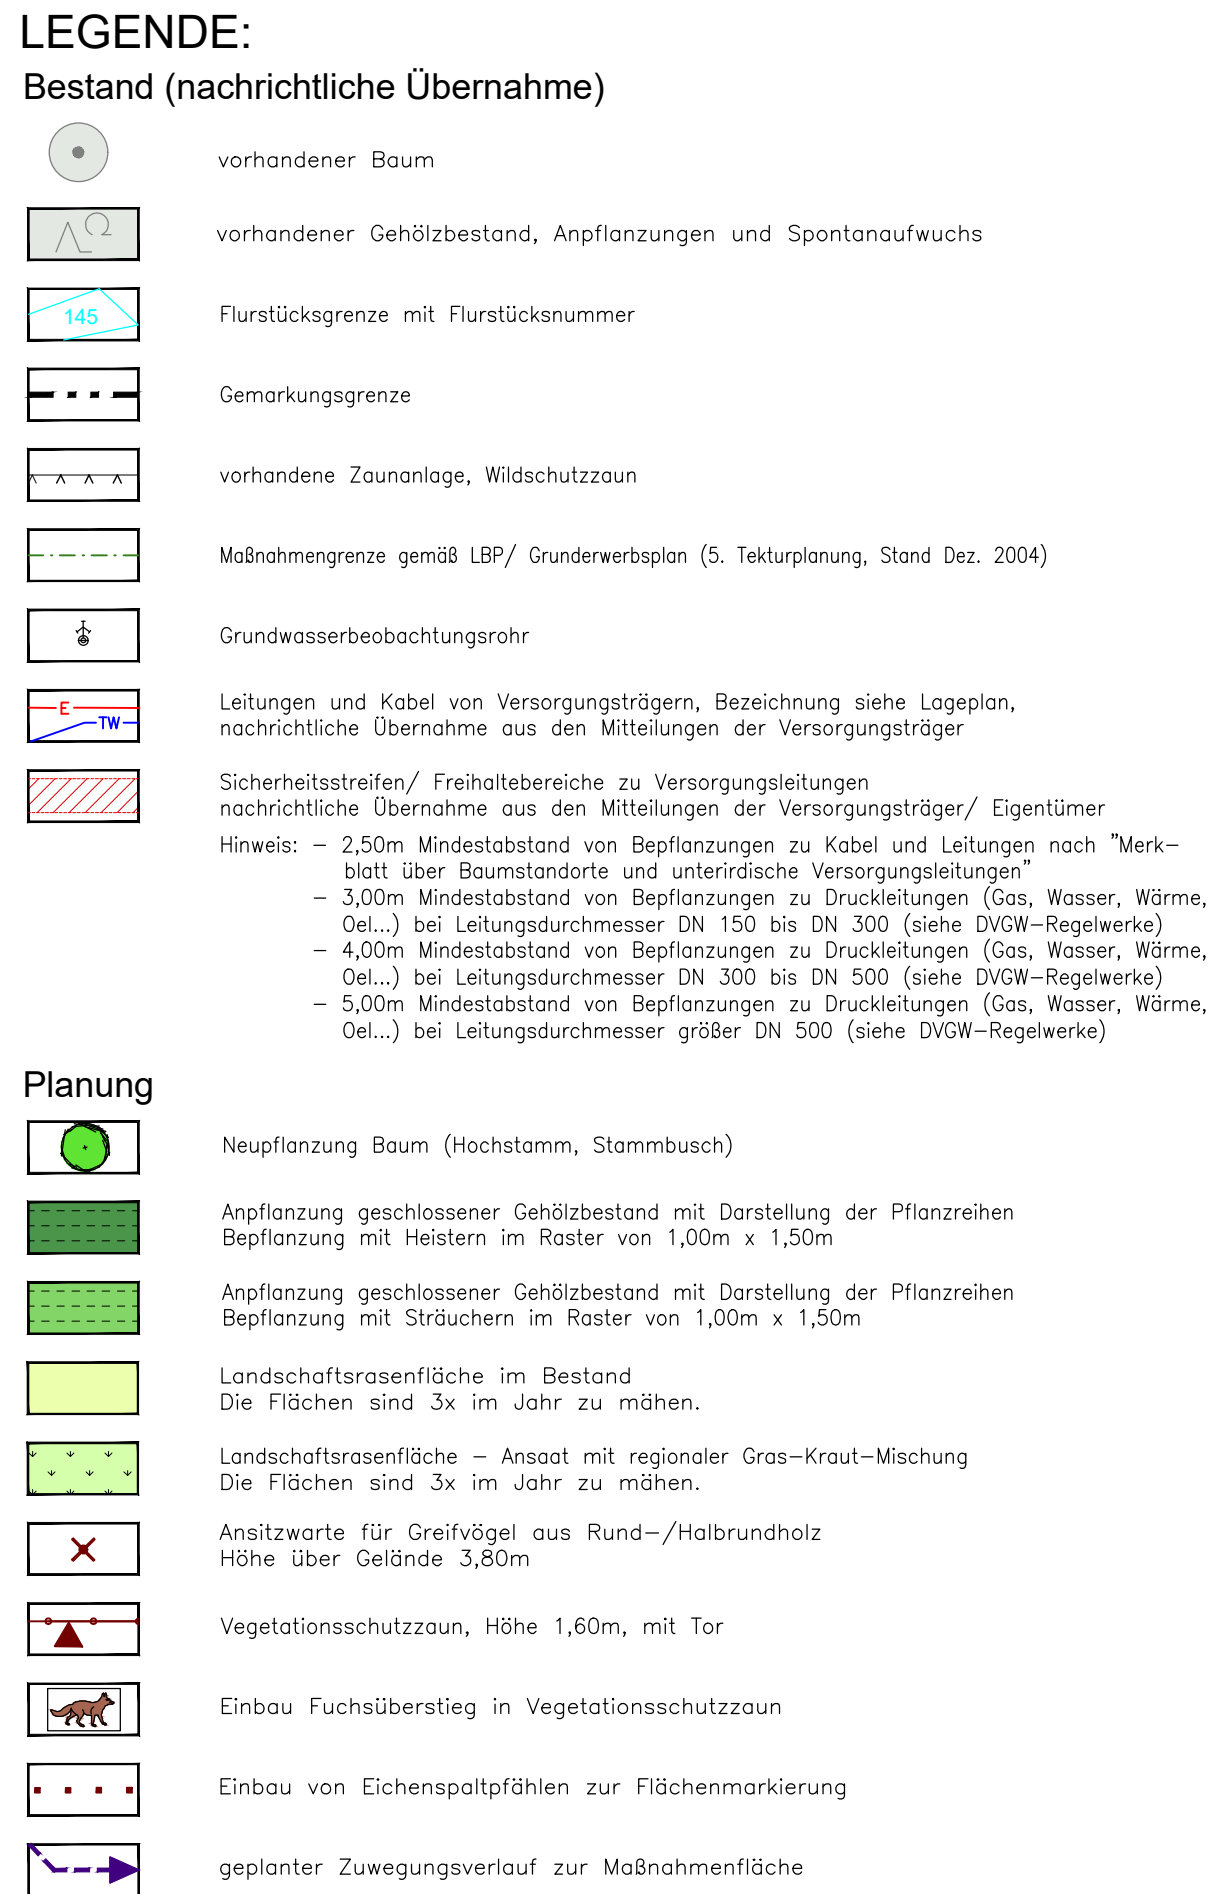 LEGENDE:
Bestand (nachrichtliche Übernahme)
vorhandener Baum
vorhandener Gehölzbestand, Anpflanzungen und Spontanaufwuchs
145
Flurstücksgrenze mit Flurstücksnummer
Gemarkungsgrenze
vorhandene Zaunanlage, Wildschutzzaun
Maßnahmengrenze gemäß LBP/ Grunderwerbsplan (5. Tekturplanung, Stand Dez. 2004)
Grundwasserbeobachtungsrohr
E
TW
Leitungen und Kabel von Versorgungsträgern, Bezeichnung siehe Lageplan,
nachrichtliche Übernahme aus den Mitteilungen der Versorgungsträger
Sicherheitsstreifen/ Freihaltebereiche zu Versorgungsleitungen
nachrichtliche Übernahme aus den Mitteilungen der Versorgungsträger/ Eigentümer
Hinweis: – 2,50m Mindestabstand von Bepflanzungen zu Kabel und Leitungen nach "Merk–
blatt über Baumstandorte und unterirdische Versorgungsleitungen"
– 3,00m Mindestabstand von Bepflanzungen zu Druckleitungen (Gas, Wasser, Wärme,
Oel...) bei Leitungsdurchmesser DN 150 bis DN 300 (siehe DVGW–Regelwerke)
– 4,00m Mindestabstand von Bepflanzungen zu Druckleitungen (Gas, Wasser, Wärme,
Oel...) bei Leitungsdurchmesser DN 300 bis DN 500 (siehe DVGW–Regelwerke)
– 5,00m Mindestabstand von Bepflanzungen zu Druckleitungen (Gas, Wasser, Wärme,
Oel...) bei Leitungsdurchmesser größer DN 500 (siehe DVGW–Regelwerke)
Planung
Neupflanzung Baum (Hochstamm, Stammbusch)
Anpflanzung geschlossener Gehölzbestand mit Darstellung der Pflanzreihen
Bepflanzung mit Heistern im Raster von 1,00m x 1,50m
Anpflanzung geschlossener Gehölzbestand mit Darstellung der Pflanzreihen
Bepflanzung mit Sträuchern im Raster von 1,00m x 1,50m
Landschaftsrasenfläche im Bestand
Die Flächen sind 3x im Jahr zu mähen.
Landschaftsrasenfläche – Ansaat mit regionaler Gras–Kraut–Mischung
Die Flächen sind 3x im Jahr zu mähen.
Ansitzwarte für Greifvögel aus Rund–/Halbrundholz
Höhe über Gelände 3,80m
Vegetationsschutzzaun, Höhe 1,60m, mit Tor
Einbau Fuchsüberstieg in Vegetationsschutzzaun
Einbau von Eichenspaltpfählen zur Flächenmarkierung
geplanter Zuwegungsverlauf zur Maßnahmenfläche